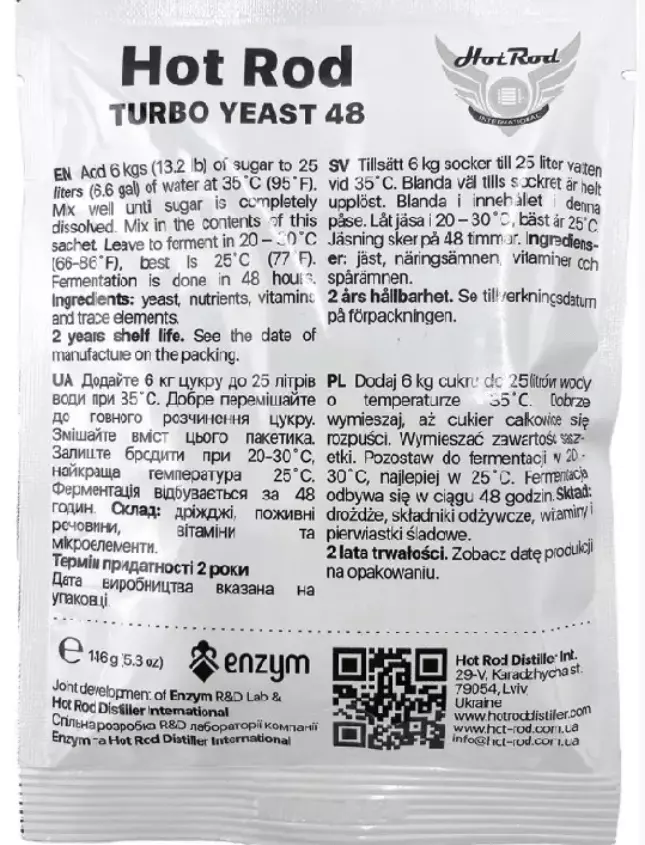 Hot Rod
TURBO YEAST 48
Hot Rod
INTERNATIONAL
EN Add 6 kgs (13.2 lb) of sugar to 25
liters (6.6 gal) of water at 35°C (95°F).
Mix well until sugar is completely
dissolved. Mix in the contents of this
sachet. Leave to ferment in 20 – 30°C
(66-86°F), best is 25°C (77°F).
Fermentation is done in 48 hours.
Ingredients: yeast, nutrients, vitamins
and trace elements.
2 years shelf life. See the date of
manufacture on the packing.
SV Tillsätt 6 kg socker till 25 liter vatten
vid 35°C. Blanda väl tills sockret är helt
upplöst. Blanda i innehålet i denna
påse. Låt jäsa i 20 – 30°C, bäst är 25°C
Jäsning sker på 48 timmar. Ingrediens-
er: jäst, näringsämnen, vitaminer och
spårämnen.
2 års hållbarhet. Se tillverkningsdatum
på förpackningen.
UA Додайте 6 кг цукру до 25 літрів
води при 35°C. Добре перемішайте
до повного розчинення цукру.
Змішайте вміст цього пакетика.
Залиште бродити при 20-30°C,
найкраща температура 25°C.
Ферментація відбувається за 48
годин. Склад: дріжджі, поживні
речовини, вітаміни та
мікроелементи.
Термін придатності 2 роки
Дата виробництва вказана на
упаковці
PL Dodaj 6 kg cukru do 25 litrów wody
o temperaturze 35°C. Dobrze
wymieszaj, aż cukier całkowice się
rozpuści. Wymieszać zawartość sasz-
etki. Pozostaw do fermentacji w 20 -
30°C, najlepiej w 25°C. Fermentacja
odbywa się w ciągu 48 godzin. Skład:
drożdże, składniki odżywcze, witaminy i
pierwiastki śladowe.
2 lata trwałości. Zobacz datę produkcji
na opakowaniu.
℮ 146g (5.3 oz)
enzym
Joint development of Enzym R&D Lab &
Hot Rod Distiller International
Спільна розробка R&D лабораторії компанії
Enzym та Hot Rod Distiller International
Hot Rod Distiller Int.
29-V, Karadzhycha st.
79054, Lviv,
Ukraine
www.hotroddistiller.com
www.hot-rod.com.ua
info@hot-rod.com.ua